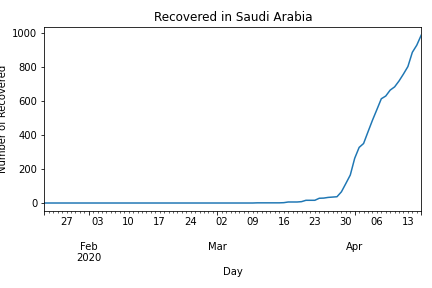 Recovered in Saudi Arabia
Number of Recovered
1000
800
600
400
200
0
27 03 10 17 24 02 09 16 23 30 06 13
Feb Mar Apr
2020
Day